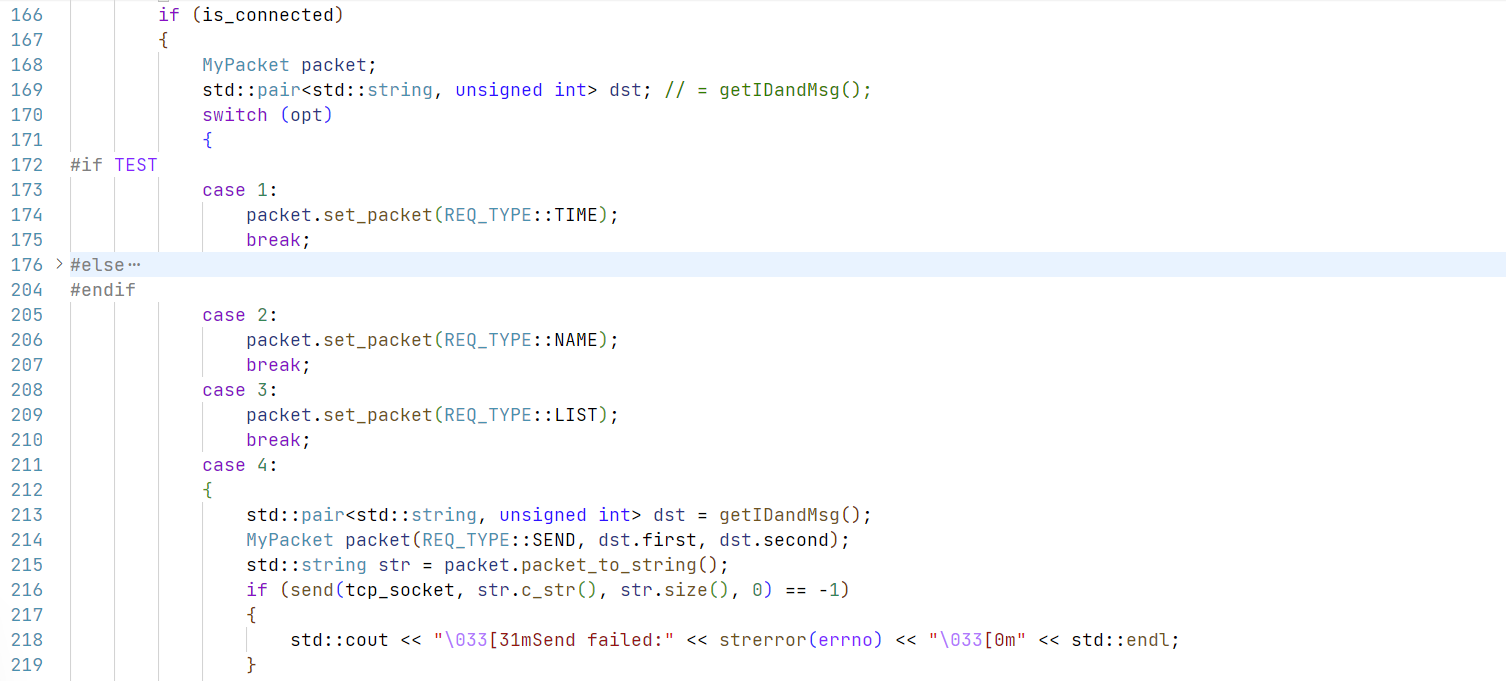 166 if (is_connected)
167 {
168 MyPacket packet;
169 std::pair<std::string, unsigned int> dst; // = getIDandMsg();
170 switch (opt)
171 {
172 #if TEST
173 case 1:
174 packet.set_packet(REQ_TYPE::TIME);
175 break;
176 > #else ⋯
204 #endif
205 case 2:
206 packet.set_packet(REQ_TYPE::NAME);
207 break;
208 case 3:
209 packet.set_packet(REQ_TYPE::LIST);
210 break;
211 case 4:
212 {
213 std::pair<std::string, unsigned int> dst = getIDandMsg();
214 MyPacket packet(REQ_TYPE::SEND, dst.first, dst.second);
215 std::string str = packet.packet_to_string();
216 if (send(tcp_socket, str.c_str(), str.size(), 0) == -1)
217 {
218 std::cout << "\033[31mSend failed:" << strerror(errno) << "\033[0m" << std::endl;
219 }